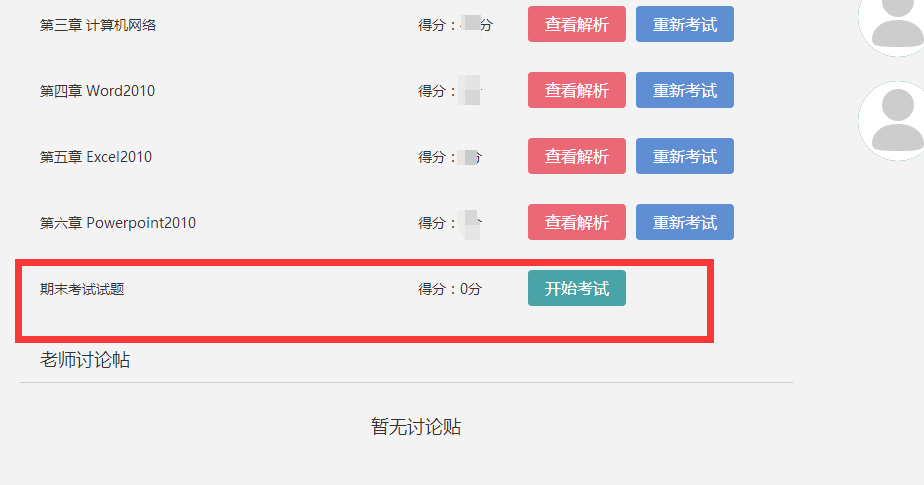 第三章 计算机网络 得分： 分 查看解析 重新考试
第四章 Word2010 得分： 查看解析 重新考试
第五章 Excel2010 得分： 分 查看解析 重新考试
第六章 Powerpoint2010 得分： 查看解析 重新考试
期末考试试题 得分：0分 开始考试
老师讨论帖
暂无讨论贴